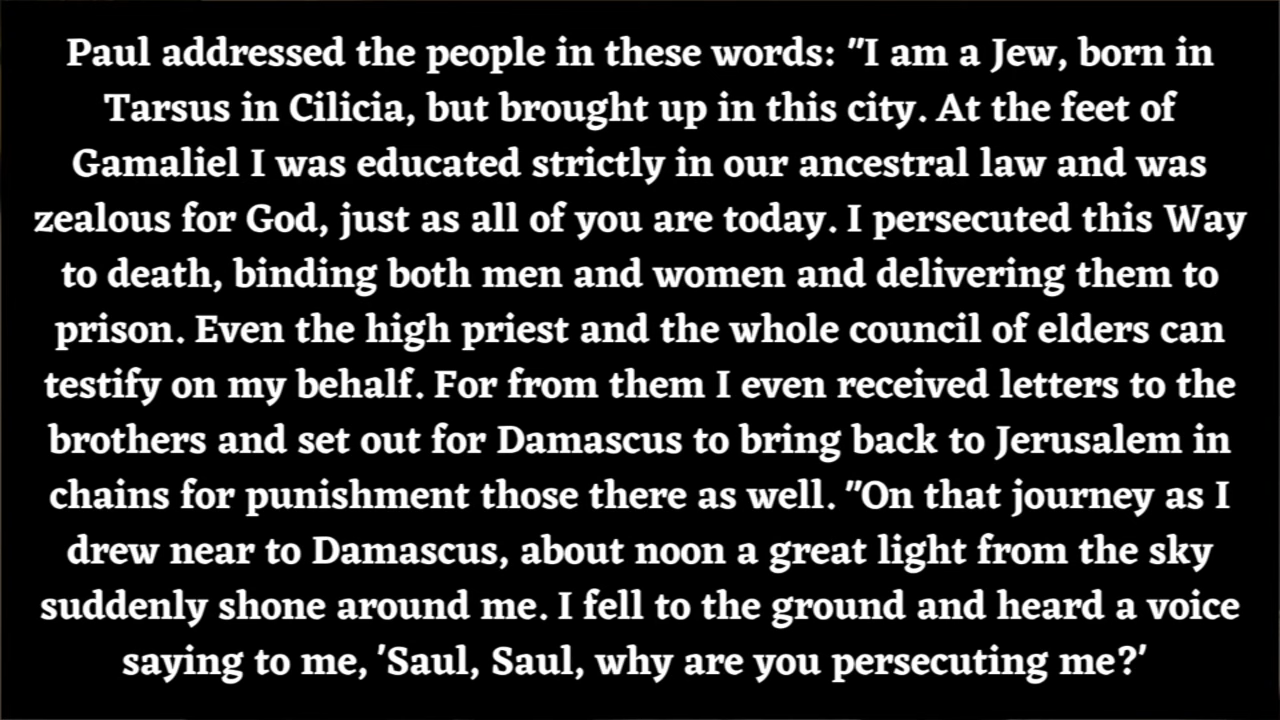 Paul addressed the people in these words: "I am a Jew, born in
Tarsus in Cilicia, but brought up in this city. At the feet of
Gamaliel I was educated strictly in our ancestral law and was
zealous for God, just as all of you are today. I persecuted this Way
to death, binding both men and women and delivering them to
prison. Even the high priest and the whole council of elders can
testify on my behalf. For from them I even received letters to the
brothers and set out for Damascus to bring back to Jerusalem in
chains for punishment those there as well. "On that journey as I
drew near to Damascus, about noon a great light from the sky
suddenly shone around me. I fell to the ground and heard a voice
saying to me, 'Saul, Saul, why are you persecuting me?'